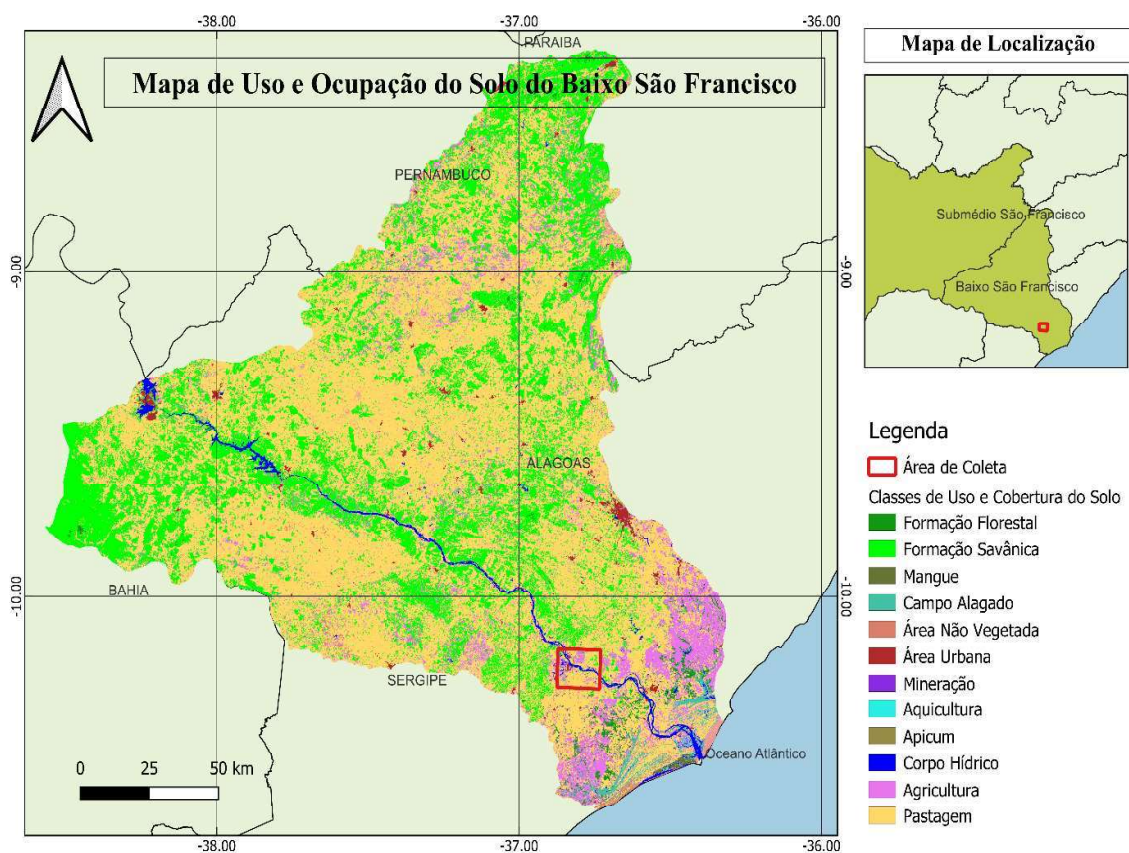 -38.00
-37.00
-36.00
PARAIBA
Mapa de Uso e Ocupação do Solo do Baixo São Francisco
PERNAMBUCO
-9.00
-9.00
ALAGOAS
-10.00
-10.00
BAHIA
SERGIPE
Oceano Atlântico
0 25 50 km
-38.00
-37.00
-36.00
Mapa de Localização
Submédio São Francisco
Baixo São Francisco
Legenda
Área de Coleta
Classes de Uso e Cobertura do Solo
Formação Florestal
Formação Savânica
Mangue
Campo Alagado
Área Não Vegetada
Área Urbana
Mineração
Aquicultura
Apicum
Corpo Hídrico
Agricultura
Pastagem